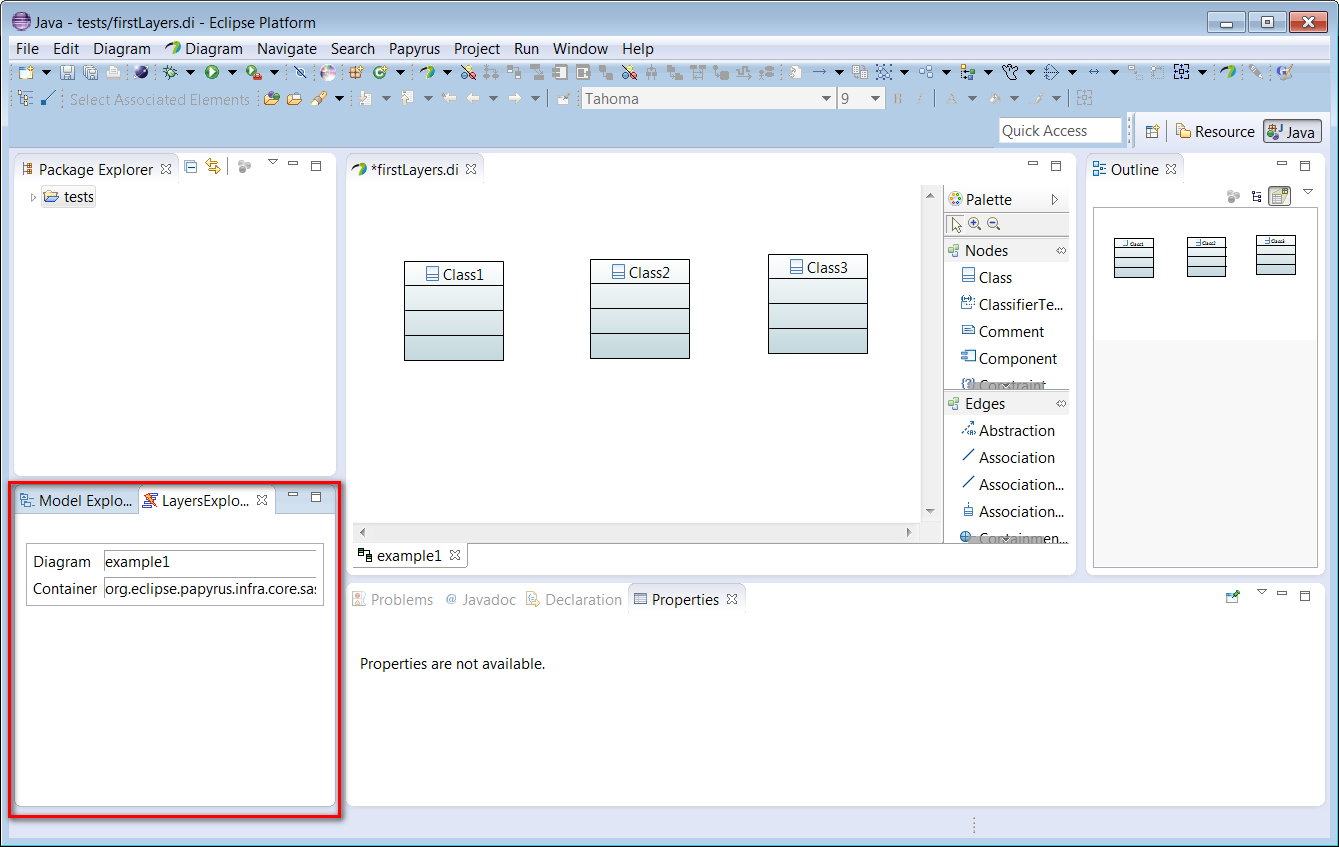 Java - tests/firstLayers.di - Eclipse Platform
File Edit Diagram Diagram Navigate Search Papyrus Project Run Window Help
Select Associated Elements Tahoma 9
Quick Access Resource Java
Package Explorer
tests
*firstLayers.di
Class1 Class2 Class3
Palette
Nodes
Class
ClassifierTe...
Comment
Component
Constraint
Edges
Abstraction
Association
Association...
Association...
Containmen...
example1
Outline
Class1 Class2 Class3
Model Explo... LayersExplo...
Diagram example1
Container org.eclipse.papyrus.infra.core.sas
Problems @ Javadoc Declaration Properties
Properties are not available.